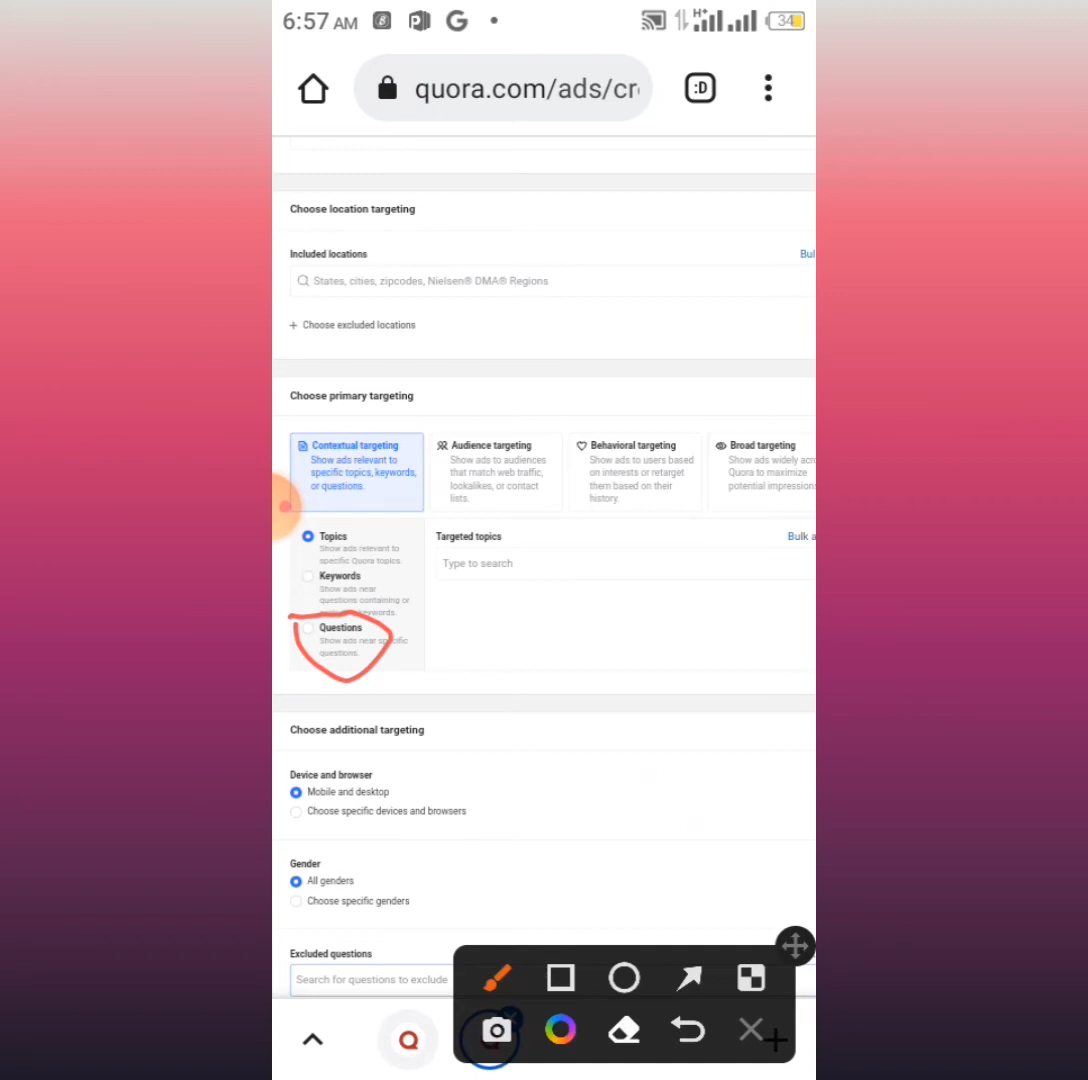 6:57 AM
H+
34
quora.com/ads/cr
:D
Choose location targeting
Included locations
Bul
States, cities, zipcodes, Nielsen® DMA® Regions
+ Choose excluded locations
Choose primary targeting
Contextual targeting
Show ads relevant to
specific topics, keywords,
or questions.
Audience targeting
Show ads to audiences
that match web traffic,
lookalikes, or contact
lists.
Behavioral targeting
Show ads to users based
on interests or retarget
them based on their
history.
Broad targeting
Show ads widely acr
Quora to maximize
potential impression
Topics
Show ads relevant to
specific Quora topics.
Keywords
Show ads near
questions containing or
keywords.
Questions
Show ads near specific
questions.
Targeted topics
Bulk a
Type to search
Choose additional targeting
Device and browser
Mobile and desktop
Choose specific devices and browsers
Gender
All genders
Choose specific genders
Excluded questions
Search for questions to exclude